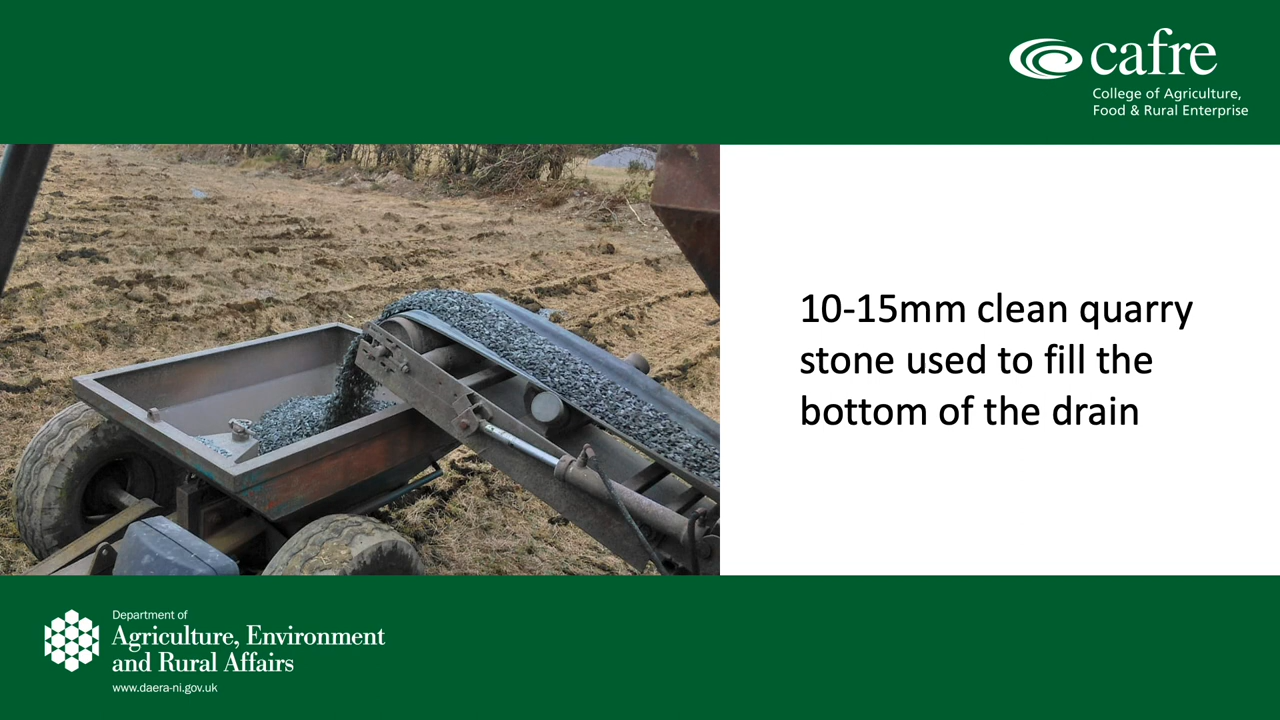 cafre
College of Agriculture,
Food & Rural Enterprise
10-15mm clean quarry
stone used to fill the
bottom of the drain
Department of
Agriculture, Environment
and Rural Affairs
www.daera-ni.gov.uk